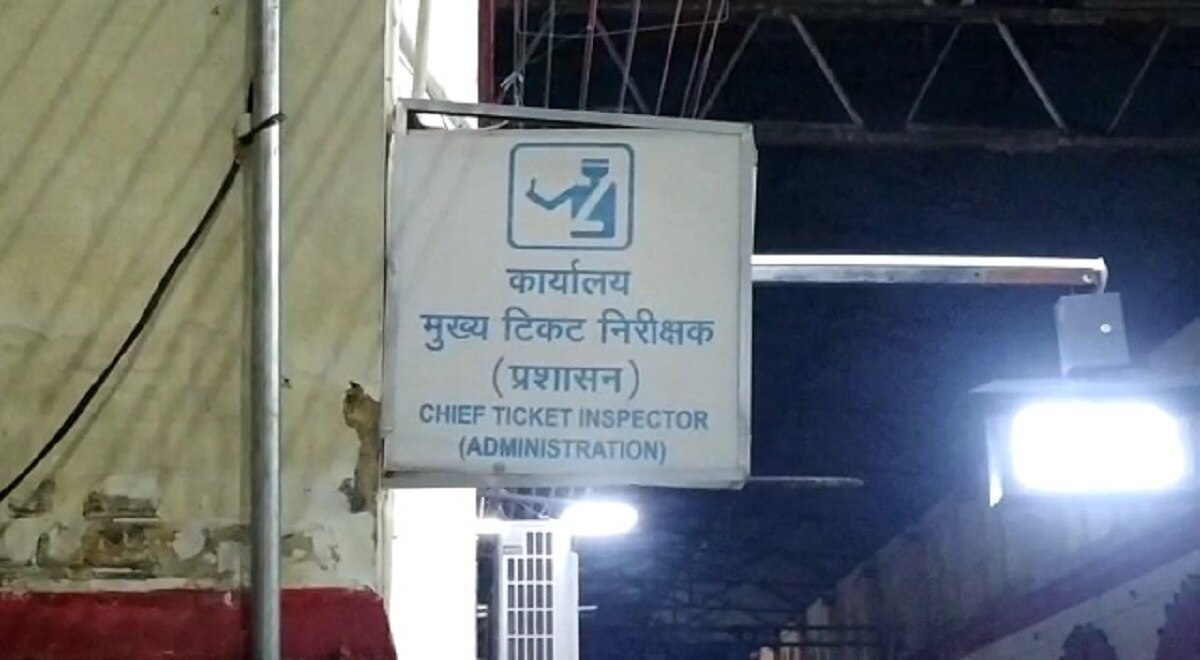 कार्यालय
मुख्य टिकट निरीक्षक
(प्रशासन)
CHIEF TICKET INSPECTOR
(ADMINISTRATION)